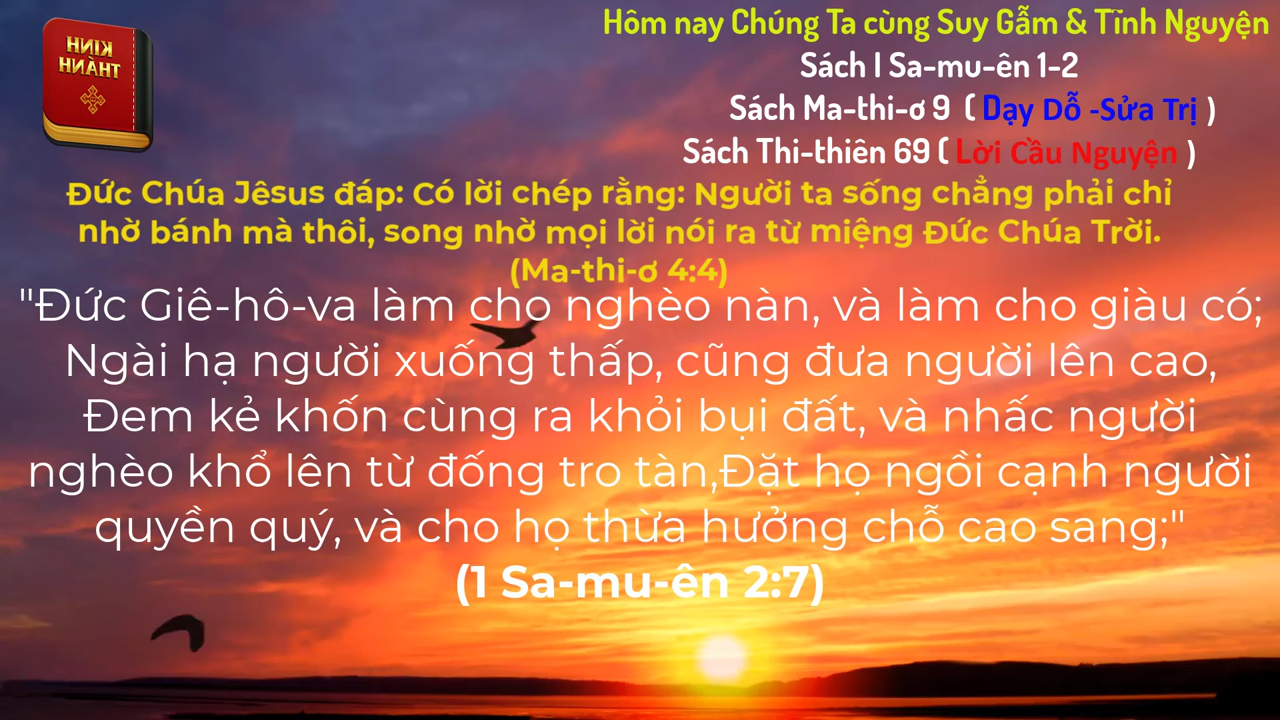 KINH
THÀNH
Hôm nay Chúng Ta cùng Suy Gẫm & Tĩnh Nguyện
Sách I Sa-mu-ên 1-2
Sách Ma-thi-ơ 9 ( Dạy Dỗ -Sửa Trị )
Sách Thi-thiên 69 ( Lời Cầu Nguyện )
Đức Chúa Jêsus đáp: Có lời chép rằng: Người ta sống chẳng phải chỉ
nhờ bánh mà thôi, song nhờ mọi lời nói ra từ miệng Đức Chúa Trời.
(Ma-thi-ơ 4:4)
"Đức Giê-hô-va làm cho nghèo nàn, và làm cho giàu có;
Ngài hạ người xuống thấp, cũng đưa người lên cao,
Đem kẻ khốn cùng ra khỏi bụi đất, và nhấc người
nghèo khổ lên từ đống tro tàn,Đặt họ ngồi cạnh người
quyền quý, và cho họ thừa hưởng chỗ cao sang;"
(1 Sa-mu-ên 2:7)